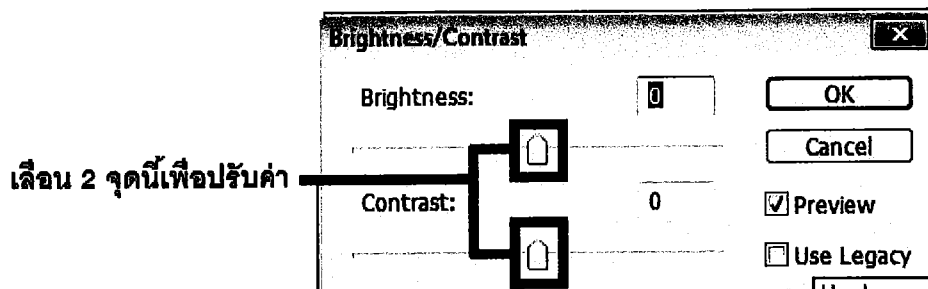 Brightness/Contrast
Brightness: 0
OK
Cancel
เลือน 2 จุดนี้เพือปรับค่า
Contrast: 0
Preview
Use Legacy